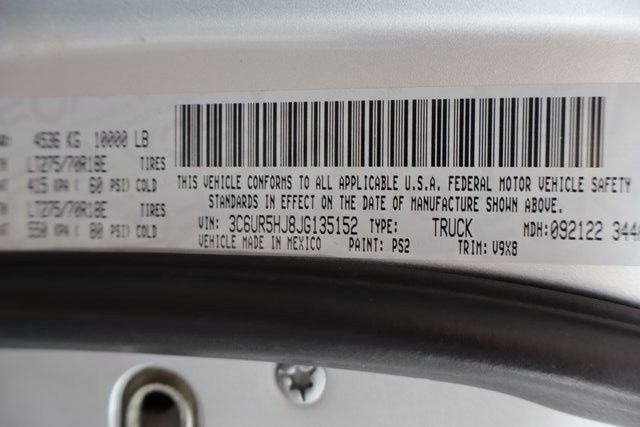 4536 KG 10000 LB
LT275/70R18E TIRES
415 KPA ( 60 PSI) COLD
LT275/70R18E TIRES
550 KPA ( 80 PSI) COLD
THIS VEHICLE CONFORMS TO ALL APPLICABLE U.S.A. FEDERAL MOTOR VEHICLE SAFETY
STANDARDS IN EFFECT ON THE DATE OF MANUFACTURE SHOWN ABOVE.
VIN: 3C6UR5HJ8JG135152 TYPE: TRUCK MDH: 092122 344
VEHICLE MADE IN MEXICO PAINT: PS2 TRIM: V9X8